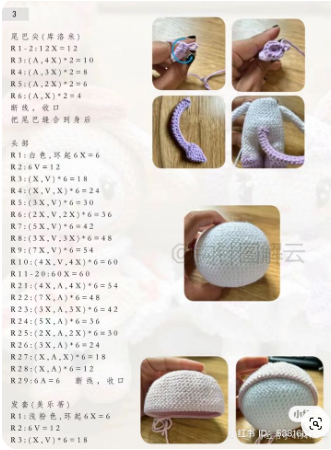 3
尾巴尖(库洛米)
R1-2:12X=12
R3:(A,4X)*2=10
R4:(A,3X)*2=8
R5:(A,2X)*2=6
R6:(A,X)*2=4
断线，收口
把尾巴缝合到身后
头部
R1:白色,环起6X=6
R2:6V=12
R3:(X,V)*6=18
R4:(X,V,X)*6=24
R5:(3X,V)*6=30
R6:(2X,V,2X)*6=36
R7:(5X,V)*6=42
R8:(3X,V,3X)*6=48
R9:(7X,V)*6=54
R10:(4X,V,4X)*6=60
R11-20:60X=60
R21:(4X,A,4X)*6=54
R22:(7X,A)*6=48
R23:(3X,A,3X)*6=42
R24:(5X,A)*6=36
R25:(2X,A,2X)*6=30
R26:(3X,A)*6=24
R27:(X,A,X)*6=18
R28:(X,A)*6=12
R29:6A=6 断线，收口
发套(美乐蒂)
R1:浅粉色,环起6X=6
R2:6V=12
R3:(X,V)*6=18
图解云
小红书 ID: